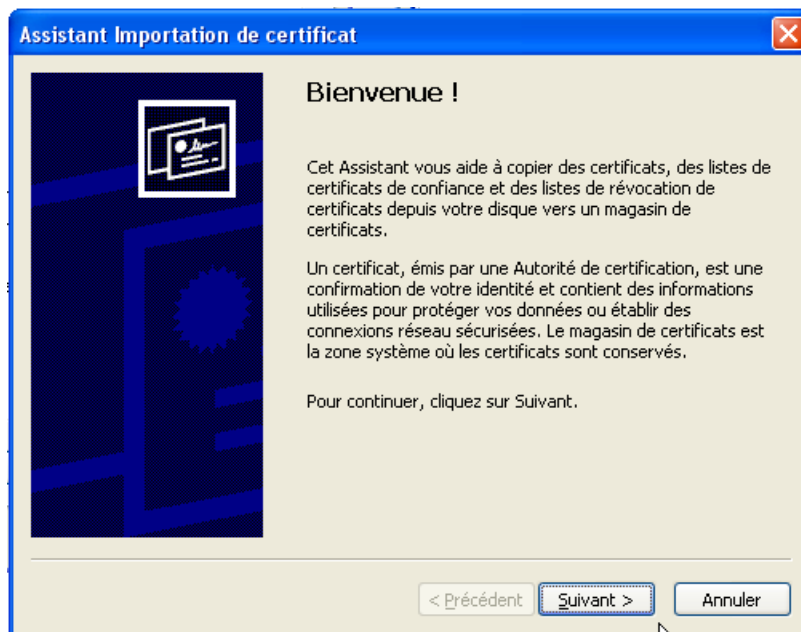 Assistant Importation de certificat
Bienvenue !
Cet Assistant vous aide à copier des certificats, des listes de
certificats de confiance et des listes de révocation de
certificats depuis votre disque vers un magasin de
certificats.
Un certificat, émis par une Autorité de certification, est une
confirmation de votre identité et contient des informations
utilisées pour protéger vos données ou établir des
connexions réseau sécurisées. Le magasin de certificats est
la zone système où les certificats sont conservés.
Pour continuer, cliquez sur Suivant.
< Précédent Suivant > Annuler